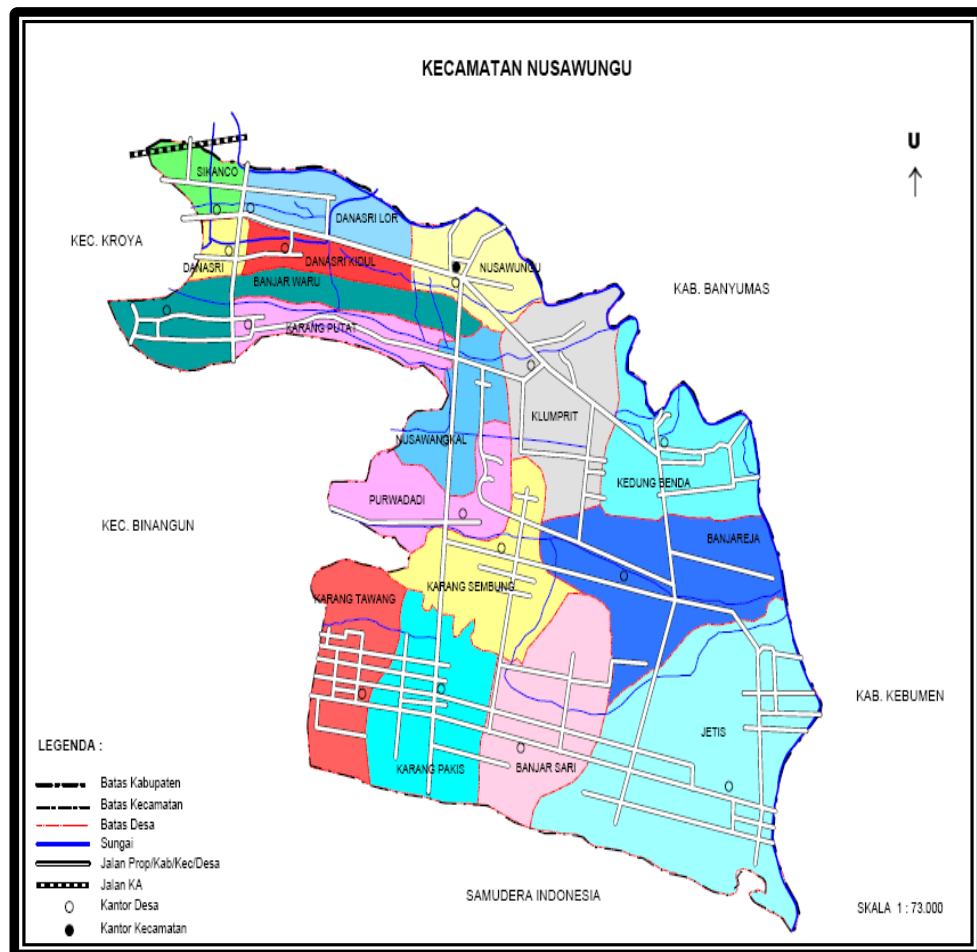 KECAMATAN NUSAWUNGU
U
SIKANCO
DANASRI LOR
KEC. KROYA
DANASRI
DANASRI KIDUL
NUSAWUNGU
BANJAR WARU
KAB. BANYUMAS
KARANG PUTAT
KLUMPRIT
NUSAWANGKAL
KEDUNG BENDA
PURWADADI
KEC. BINANGUN
BANJAREJA
KARANG SEMBUNG
KARANG TAWANG
KAB. KEBUMEN
JETIS
BANJAR SARI
KARANG PAKIS
LEGENDA :
Batas Kabupaten
Batas Kecamatan
Batas Desa
Sungai
Jalan Prop/Kab/Kec/Desa
Jalan KA
Kantor Desa
Kantor Kecamatan
SAMUDERA INDONESIA
SKALA 1 : 73.000